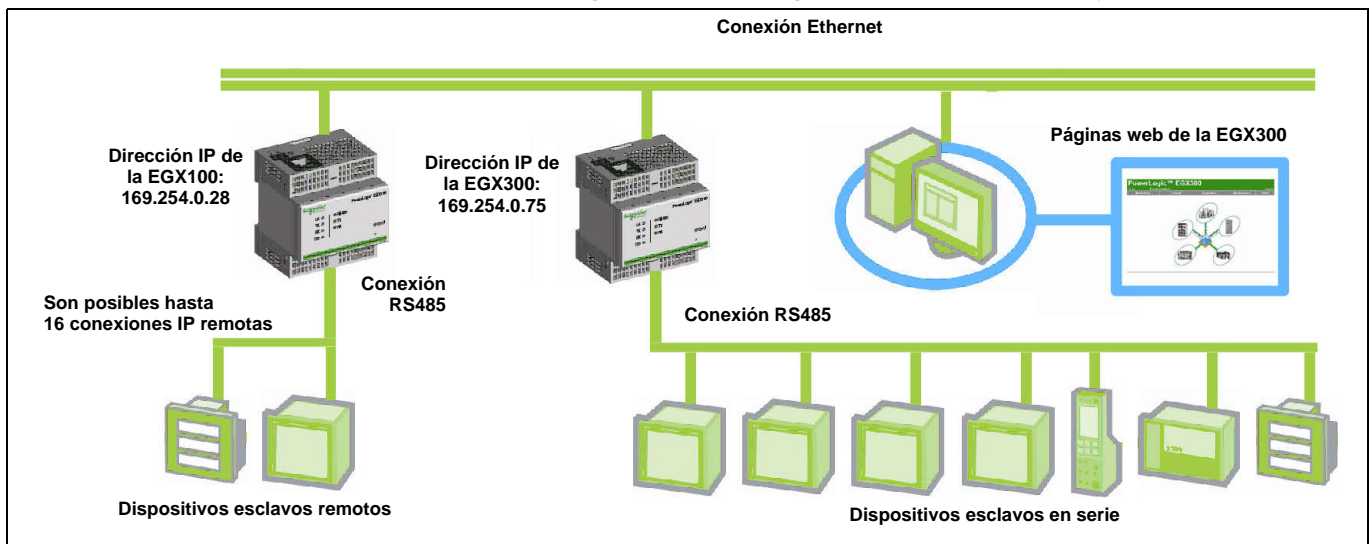 Conexión Ethernet
Dirección IP de
la EGX100:
169.254.0.28
Dirección IP de
la EGX300:
169.254.0.75
Páginas web de la EGX300
PowerLogic™ EGX300
Conexión
RS485
Son posibles hasta
16 conexiones IP remotas
Conexión RS485
Dispositivos esclavos remotos
Dispositivos esclavos en serie